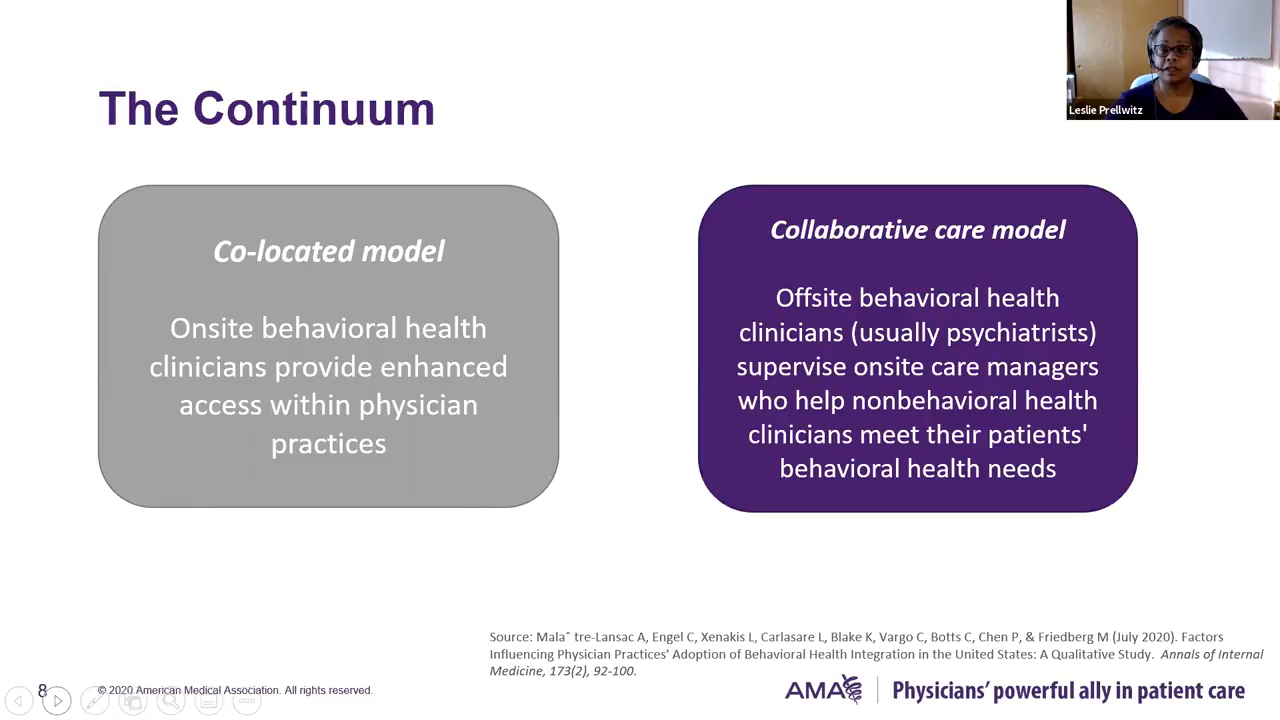 Leslie Prellwitz
The Continuum
Co-located model
Onsite behavioral health
clinicians provide enhanced
access within physician
practices
Collaborative care model
Offsite behavioral health
clinicians (usually psychiatrists)
supervise onsite care managers
who help nonbehavioral health
clinicians meet their patients'
behavioral health needs
Source: Malaˆ tre-Lansac A, Engel C, Xenakis L, Carlasare L, Blake K, Vargo C, Botts C, Chen P, & Friedberg M (July 2020). Factors
Influencing Physician Practices' Adoption of Behavioral Health Integration in the United States: A Qualitative Study. Annals of Internal
Medicine, 173(2), 92-100.
8
© 2020 American Medical Association. All rights reserved.
AMA
Physicians’ powerful ally in patient care